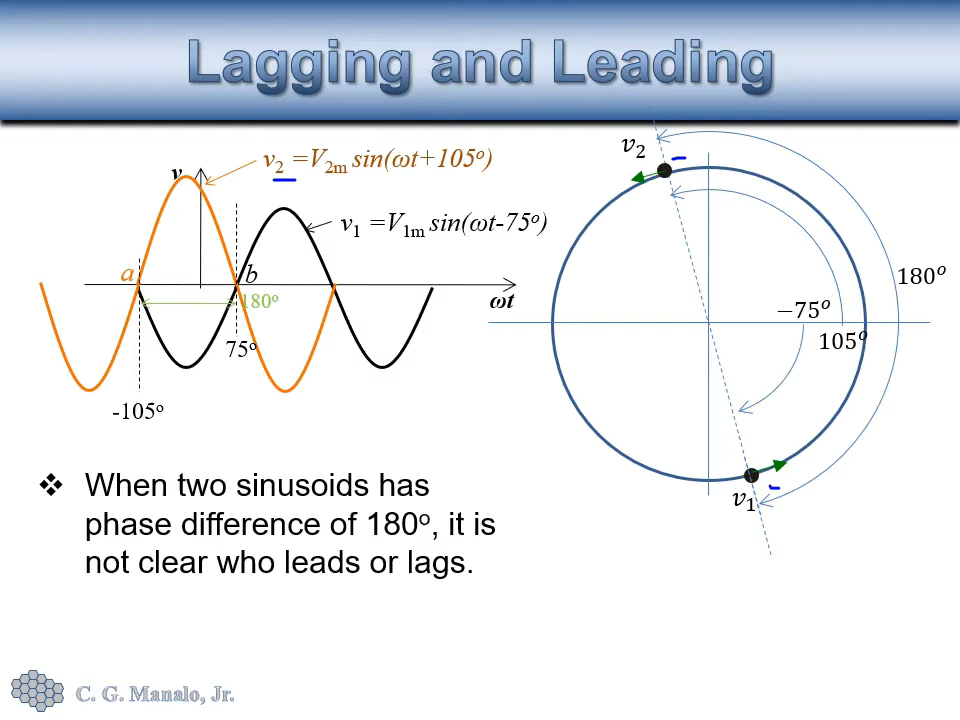 Lagging and Leading
v₂ =V₂ₘ sin(ωt+105ᵒ)
v
v₁ =V₁ₘ sin(ωt-75ᵒ)
a
b
180ᵒ
ωt
75ᵒ
-105ᵒ
v₂
180ᵒ
−75ᵒ
105ᵒ
v₁
❖ When two sinusoids has
phase difference of 180ᵒ, it is
not clear who leads or lags.
C. G. Manalo, Jr.